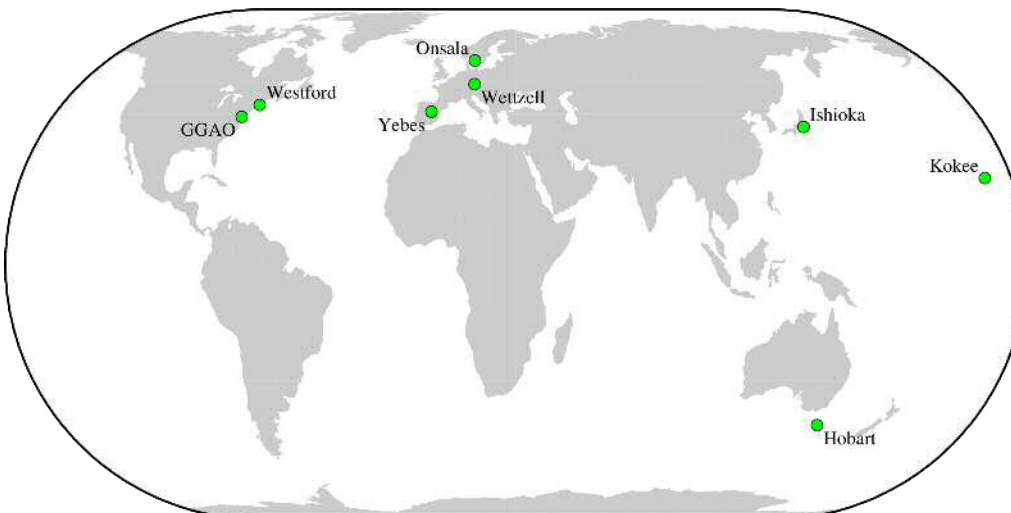 Onsala
Westford
Wettzell
GGAO
Yebes
Ishioka
Kokee
Hobart